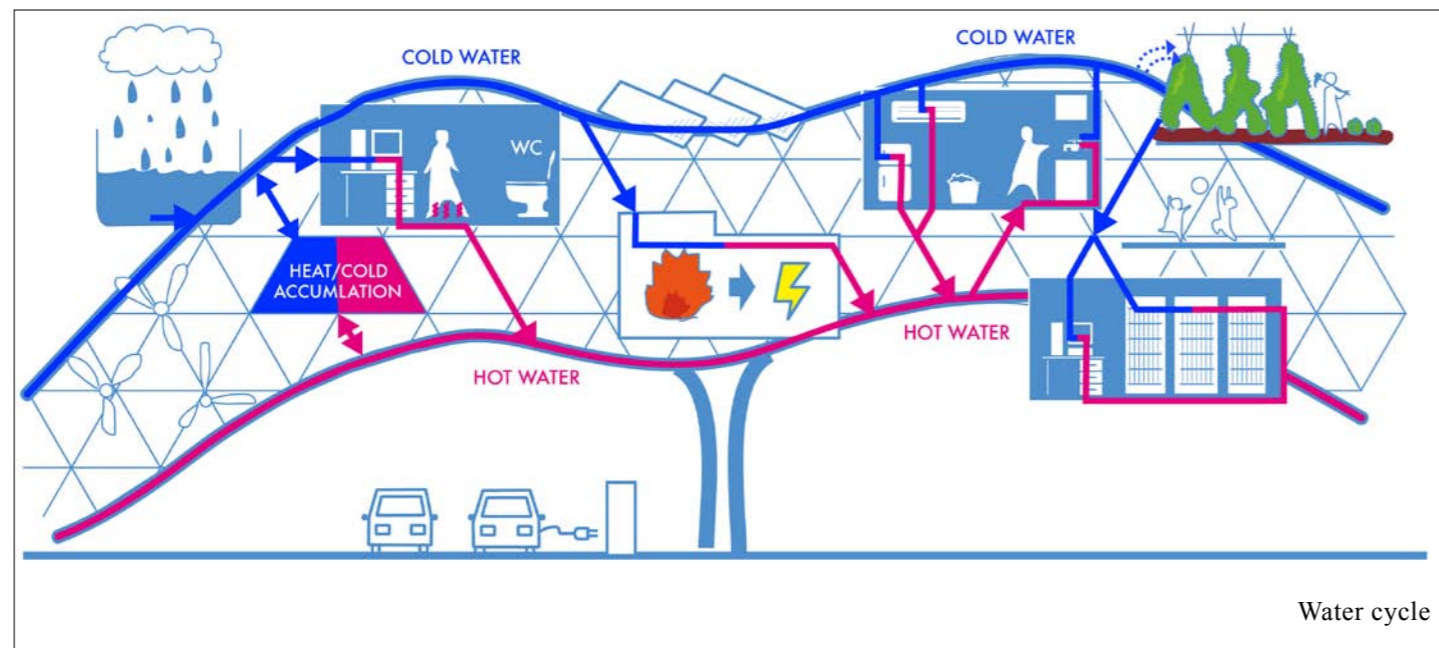 COLD WATER
COLD WATER
WC
HEAT/COLD
ACCUMLATION
HOT WATER
HOT WATER
Water cycle